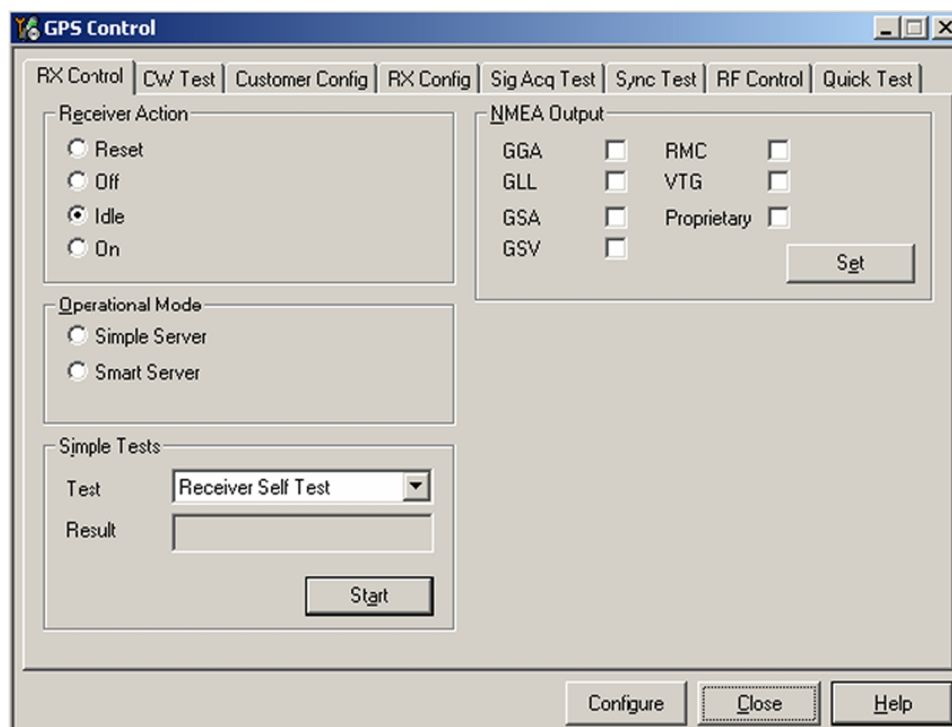 GPS Control
RX Control CW Test Customer Config RX Config Sig Acq Test Sync Test RF Control Quick Test
Receiver Action
Reset
Off
Idle
On
NMEA Output
GGA RMC
GLL VTG
GSA Proprietary
GSV
Set
Operational Mode
Simple Server
Smart Server
Simple Tests
Test Receiver Self Test
Result
Start
Configure Close Help